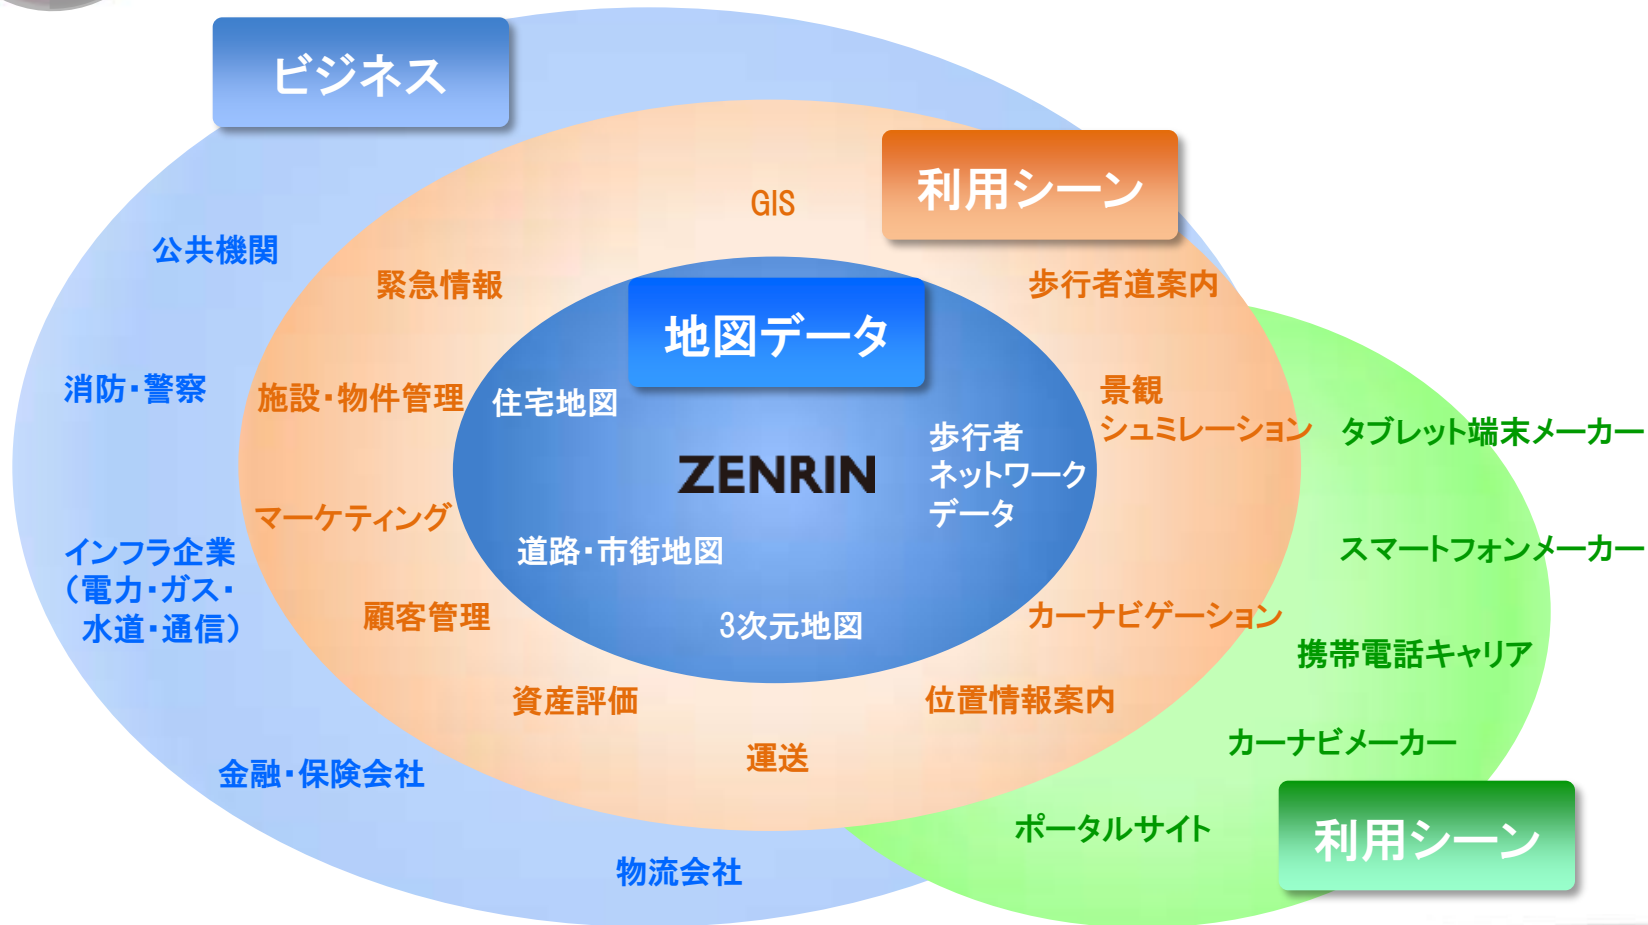 ビジネス
利用シーン
GIS
公共機関
緊急情報
歩行者道案内
地図データ
消防・警察
施設・物件管理
住宅地図
景観
シュミレーション
タブレット端末メーカー
歩行者
ネットワーク
データ
ZENRIN
マーケティング
道路・市街地図
インフラ企業
（電力・ガス・
水道・通信）
スマートフォンメーカー
顧客管理
3次元地図
カーナビゲーション
携帯電話キャリア
資産評価
位置情報案内
運送
カーナビメーカー
金融・保険会社
ポータルサイト
利用シーン
物流会社